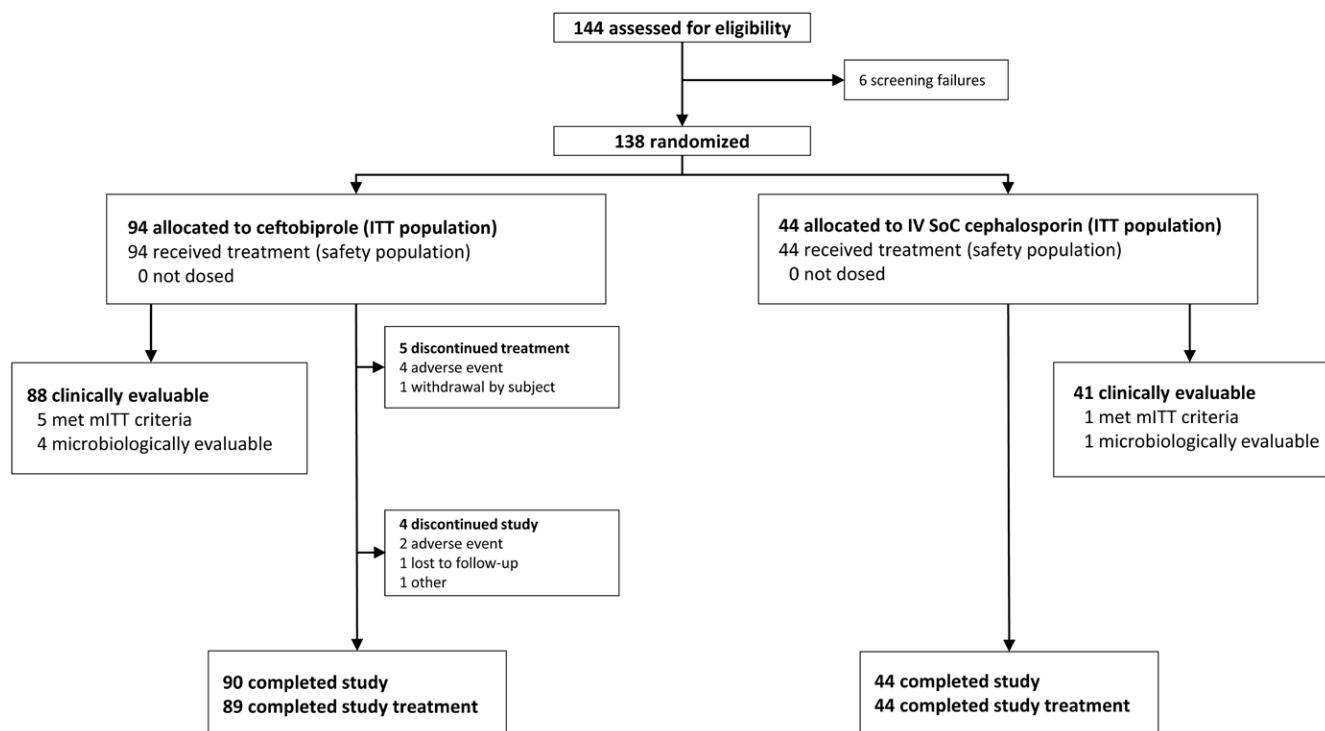 144 assessed for eligibility
6 screening failures
138 randomized
94 allocated to ceftobiprole (ITT population)
94 received treatment (safety population)
0 not dosed
44 allocated to IV SoC cephalosporin (ITT population)
44 received treatment (safety population)
0 not dosed
5 discontinued treatment
4 adverse event
1 withdrawal by subject
88 clinically evaluable
5 met mITT criteria
4 microbiologically evaluable
41 clinically evaluable
1 met mITT criteria
1 microbiologically evaluable
4 discontinued study
2 adverse event
1 lost to follow-up
1 other
90 completed study
89 completed study treatment
44 completed study
44 completed study treatment